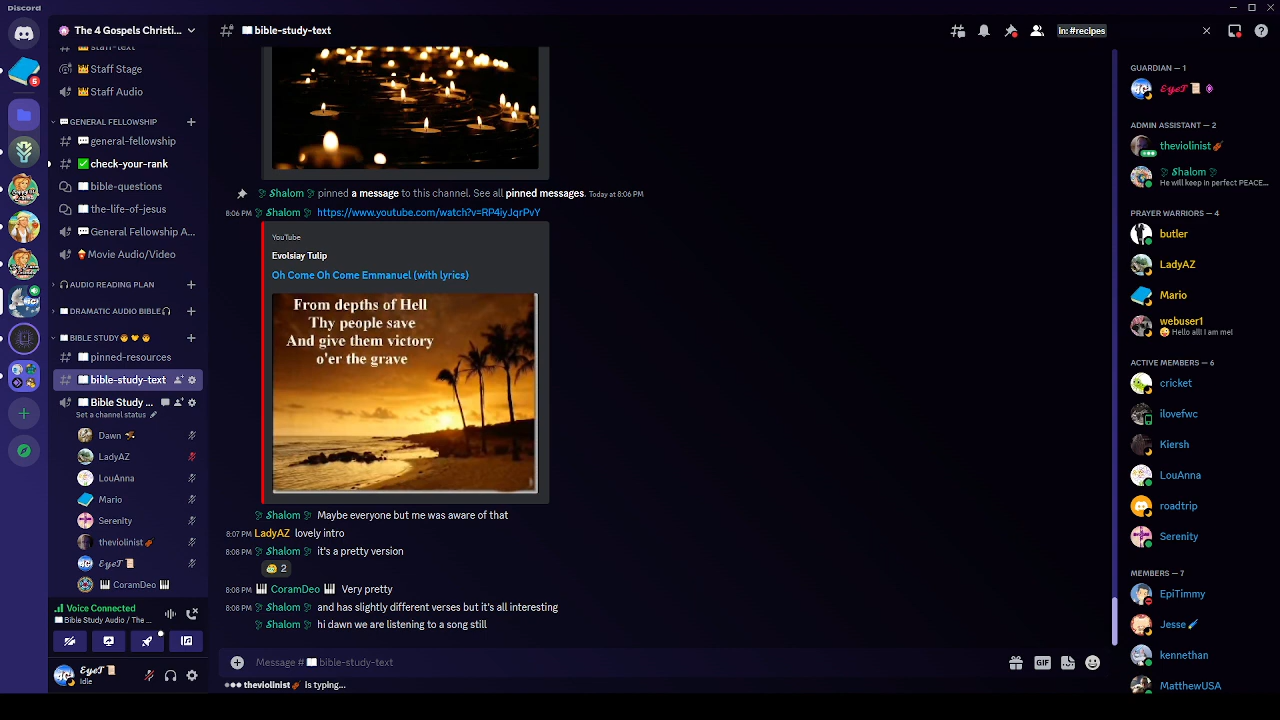 Discord
The 4 Gospels Christi...
📖bible-study-text
In: #recipes
staff-text
Staff Stage
Staff Audio
GENERAL FELLOWSHIP
general-fellowship
check-your-rank
bible-questions
the-life-of-jesus
General Fellowship A...
Movie Audio/Video
AUDIO READING PLAN
DRAMATIC AUDIO BIBLE
BIBLE STUDY
pinned-resources
bible-study-text
Bible Study ...
Set a channel status
Dawn
LadyAZ
LouAnna
Mario
Serenity
theviolinist
𝓔𝔂𝓮𝓣
CoramDeo
Voice Connected
Bible Study Audio / The ...
𝓔𝔂𝓮𝓣
Idle
5
Shalom pinned a message to this channel. See all pinned messages. Today at 8:06 PM
8:06 PM Shalom https://www.youtube.com/watch?v=RP4iyJqrPvY
YouTube
Evolsiay Tulip
Oh Come Oh Come Emmanuel (with lyrics)
From depths of Hell
Thy people save
And give them victory
o'er the grave
Shalom Maybe everyone but me was aware of that
8:07 PM LadyAZ lovely intro
8:08 PM Shalom it's a pretty version
2
8:08 PM CoramDeo Very pretty
8:08 PM Shalom and has slightly different verses but it's all interesting
Shalom hi dawn we are listening to a song still
Message #📖bible-study-text
GIF
theviolinist is typing...
GUARDIAN — 1
𝓔𝔂𝓮𝓣
ADMIN ASSISTANT — 2
theviolinist
Shalom
He will keep in perfect PEACE...
PRAYER WARRIORS — 4
butler
LadyAZ
Mario
webuser1
Hello all! I am me!
ACTIVE MEMBERS — 6
cricket
ilovefwc
Kiersh
LouAnna
roadtrip
Serenity
MEMBERS — 7
EpiTimmy
Jesse
kennethan
MatthewUSA